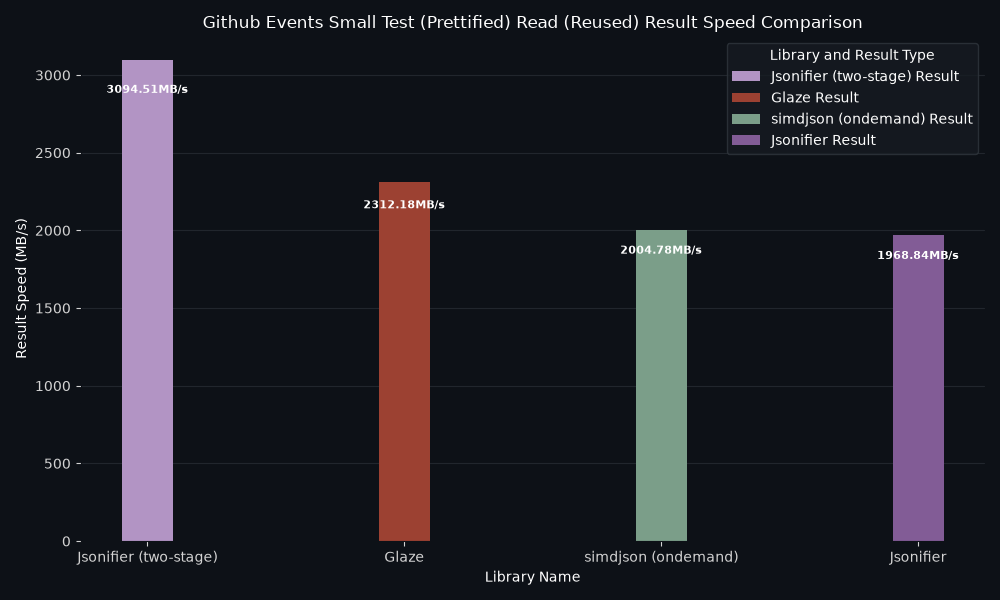 Github Events Small Test (Prettified) Read (Reused) Result Speed Comparison
Library and Result Type
Jsonifier (two-stage) Result
Glaze Result
simdjson (ondemand) Result
Jsonifier Result
Result Speed (MB/s)
3000
2500
2000
1500
1000
500
0
3094.51MB/s
2312.18MB/s
2004.78MB/s
1968.84MB/s
Jsonifier (two-stage)
Glaze
simdjson (ondemand)
Jsonifier
Library Name